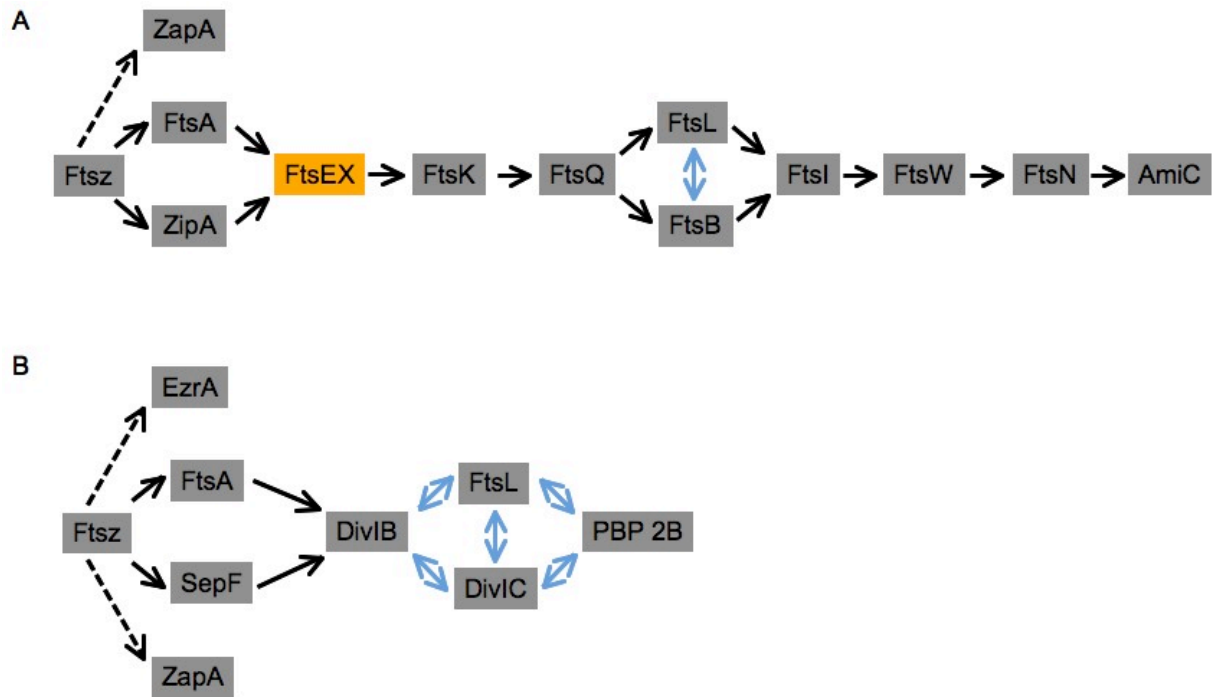 A
ZapA
FtsA
FtsL
Ftsz
FtsEX
FtsK
FtsQ
FtsI
FtsW
FtsN
AmiC
ZipA
FtsB
B
EzrA
FtsA
FtsL
Ftsz
DivIB
PBP 2B
SepF
DivIC
ZapA